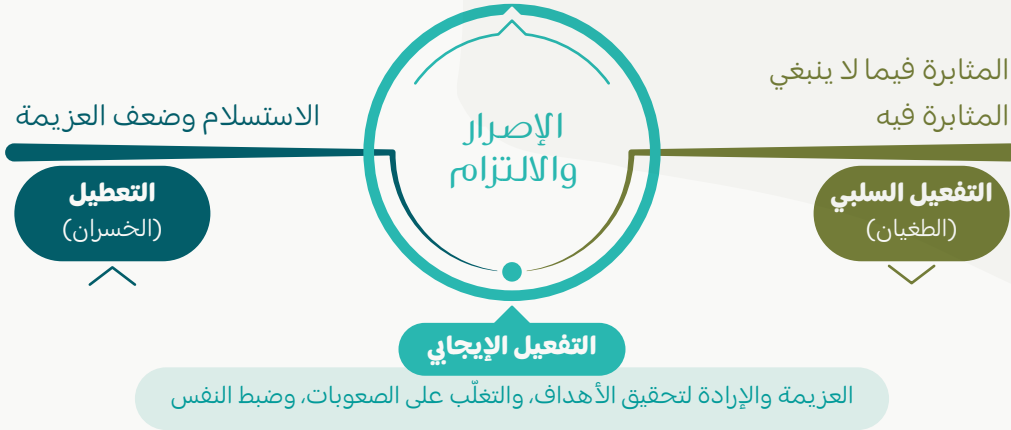 المثابرة فيما لا ينبغي
المثابرة فيه
التفعيل السلبي
(الطغيان)
الإصرار
والالتزام
الاستسلام وضعف العزيمة
التعطيل
(الخسران)
التفعيل الإيجابي
العزيمة والإرادة لتحقيق الأهداف، والتغلّب على الصعوبات، وضبط النفس